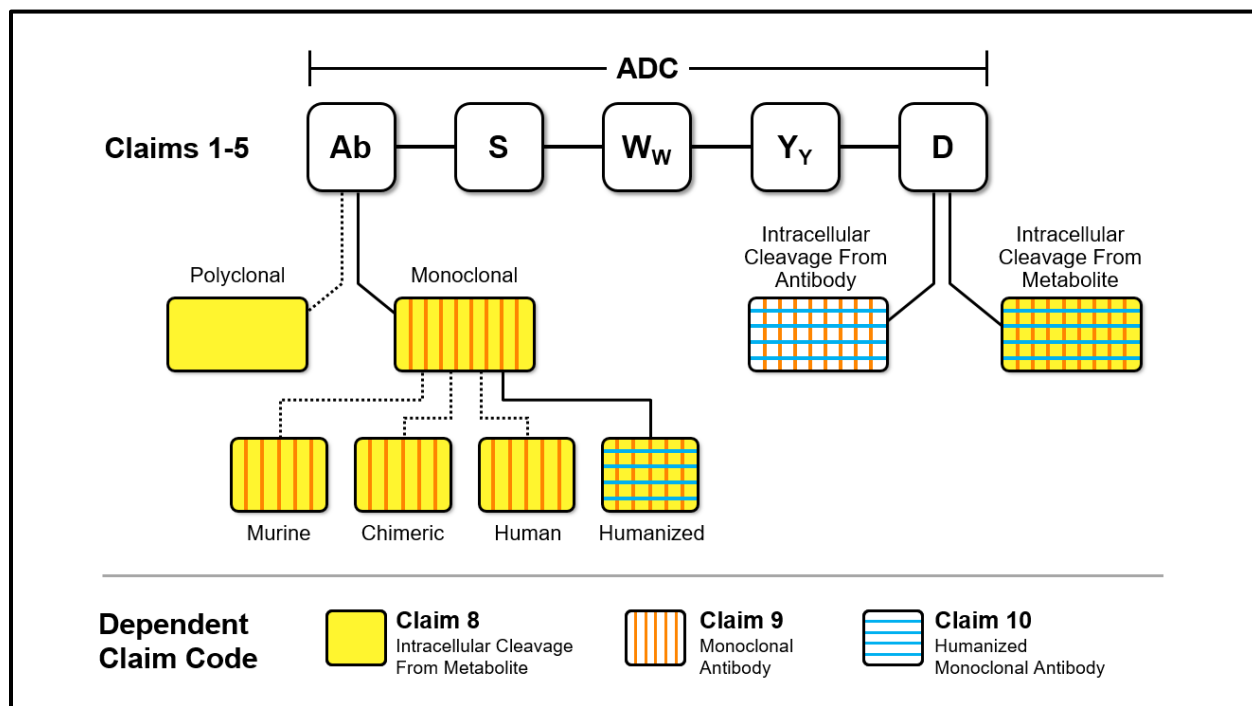 ADC
Claims 1-5
Ab
S
Ww
YY
D
Polyclonal
Monoclonal
Intracellular
Cleavage From
Antibody
Intracellular
Cleavage From
Metabolite
Murine
Chimeric
Human
Humanized
Dependent
Claim Code
Claim 8
Intracellular Cleavage
From Metabolite
Claim 9
Monoclonal
Antibody
Claim 10
Humanized
Monoclonal Antibody